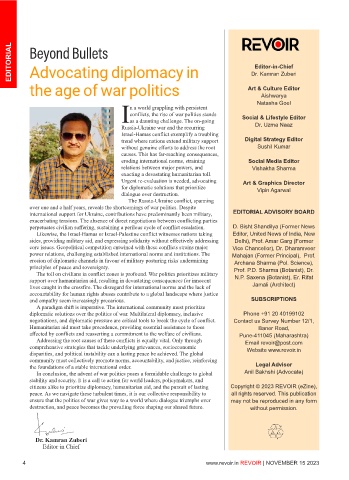 EDITORIAL
Beyond Bullets
Advocating diplomacy in
the age of war politics
In a world grappling with persistent
conflicts, the rise of war politics stands
as a daunting challenge. The on-going
Russia-Ukraine war and the recurring
Israel-Hamas conflict exemplify a troubling
trend where nations extend military support
without genuine efforts to address the root
causes. This has far-reaching consequences,
eroding international norms, straining
relations between major powers, and
exacting a devastating humanitarian toll.
Urgent re-evaluation is needed, advocating
for diplomatic solutions that prioritize
dialogue over destruction.
The Russia-Ukraine conflict, spanning
over one and a half years, reveals the shortcomings of war politics. Despite
international support for Ukraine, contributions have predominantly been military,
exacerbating tensions. The absence of direct negotiations between conflicting parties
perpetuates civilian suffering, sustaining a perilous cycle of conflict escalation.
Likewise, the Israel-Hamas or Israel-Palestine conflict witnesses nations taking
sides, providing military aid, and expressing solidarity without effectively addressing
core issues. Geopolitical competition entwined with these conflicts erodes major
power relations, challenging established international norms and institutions. The
erosion of diplomatic channels in favour of military posturing risks undermining
principles of peace and sovereignty.
The toll on civilians in conflict zones is profound. War politics prioritizes military
support over humanitarian aid, resulting in devastating consequences for innocent
lives caught in the crossfire. The disregard for international norms and the lack of
accountability for human rights abuses contribute to a global landscape where justice
and empathy seem increasingly precarious.
A paradigm shift is imperative. The international community must prioritize
diplomatic solutions over the politics of war. Multilateral diplomacy, inclusive
negotiations, and diplomatic pressure are critical tools to break the cycle of conflict.
Humanitarian aid must take precedence, providing essential assistance to those
affected by conflicts and reasserting a commitment to the welfare of civilians.
Addressing the root causes of these conflicts is equally vital. Only through
comprehensive strategies that tackle underlying grievances, socioeconomic
disparities, and political instability can a lasting peace be achieved. The global
community must collectively promote norms, accountability, and justice, reinforcing
the foundations of a stable international order.
In conclusion, the advent of war politics poses a formidable challenge to global
stability and security. It is a call to action for world leaders, policymakers, and
citizens alike to prioritize diplomacy, humanitarian aid, and the pursuit of lasting
peace. As we navigate these turbulent times, it is our collective responsibility to
ensure that the politics of war gives way to a world where dialogue triumphs over
destruction, and peace becomes the prevailing force shaping our shared future.
Dr. Kamran Zuberi
Editor in Chief
REVOIR
Editor-in-Chief
Dr. Kamran Zuberi
Art & Culture Editor
Aishwarya
Natasha Goel
Social & Lifestyle Editor
Dr. Uzma Naaz
Digital Strategy Editor
Sushil Kumar
Social Media Editor
Vishakha Sharma
Art & Graphics Director
Vipin Agarwal
EDITORIAL ADVISORY BOARD
D. Bisht Shandilya (Former News
Editor, United News of India, New
Delhi), Prof. Amar Garg (Former
Vice Chancellor), Dr. Dharamveer
Mahajan (Former Principal), Prof.
Archana Sharma (Pol. Science),
Prof. P.D. Sharma (Botanist), Dr.
N.P. Saxena (Botanist), Er. Rifat
Jamali (Architect)
SUBSCRIPTIONS
Contact us Survey Number 12/1,
Baner Road,
Pune-411045 (Maharashtra),
Email revoir@post.com
Website www.revoir.in
Legal Advisor
Arif Bakhshi (Advocate)
Copyright © 2023 REVOIR (eZine),
all rights reserved. This publication
may not be reproduced in any form
without permission.
4
www.revoir.in REVOIR | NOVEMBER 15 2023